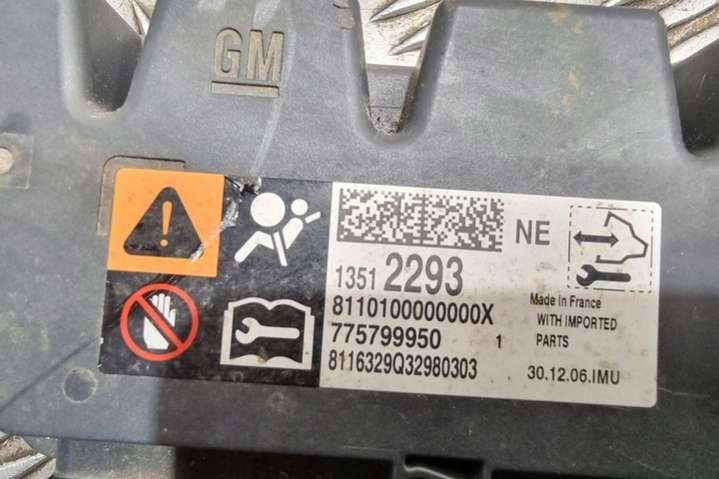 GM
NE
1351 2293
8110100000000X
775799950 1
8116329Q32980303
Made in France
WITH IMPORTED
PARTS
30.12.06.IMU